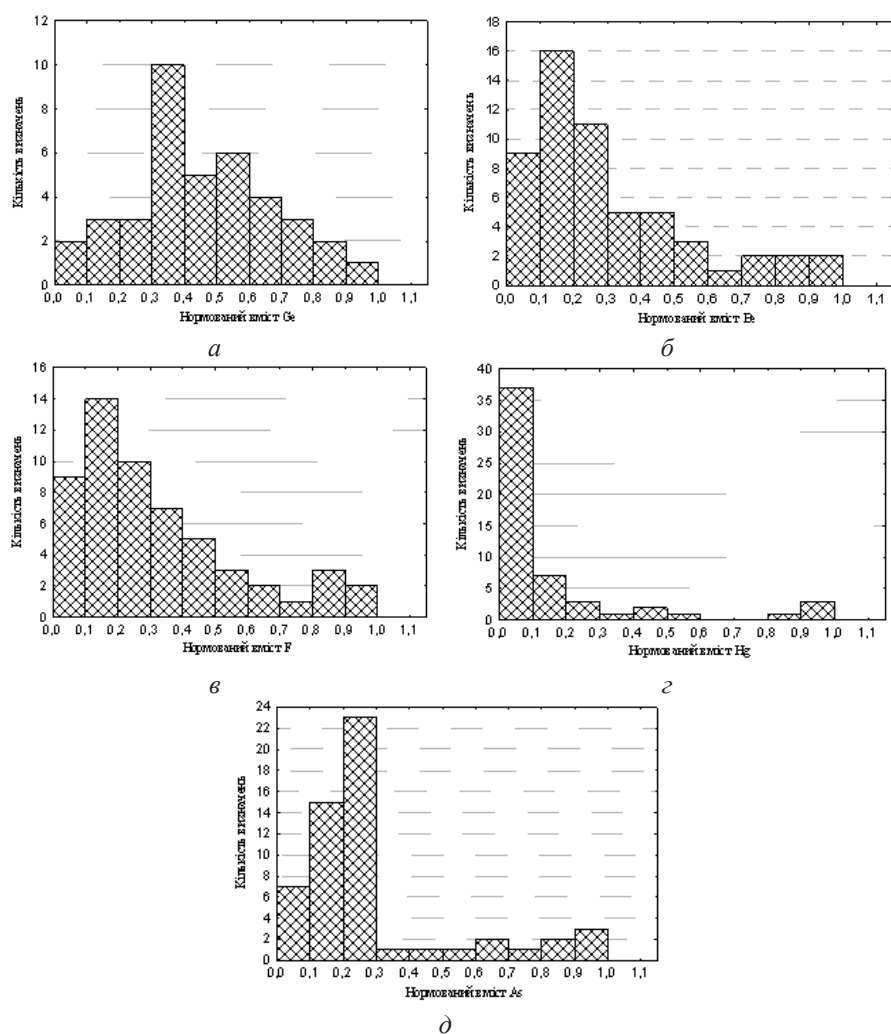 12
10
8
6
4
2
0
Кількість визначень
0,0 0,1 0,2 0,3 0,4 0,5 0,6 0,7 0,8 0,9 1,0 1,1
Нормований вміст Ge
а
18
16
14
12
10
8
6
4
2
0
Кількість визначень
0,0 0,1 0,2 0,3 0,4 0,5 0,6 0,7 0,8 0,9 1,0 1,1
Нормований вміст Be
б
16
14
12
10
8
6
4
2
0
Кількість визначень
0,0 0,1 0,2 0,3 0,4 0,5 0,6 0,7 0,8 0,9 1,0 1,1
Нормований вміст F
в
40
35
30
25
20
15
10
5
0
Кількість визначень
0,0 0,1 0,2 0,3 0,4 0,5 0,6 0,7 0,8 0,9 1,0 1,1
Нормований вміст Hg
г
24
22
20
18
16
14
12
10
8
6
4
2
0
Кількість визначень
0,0 0,1 0,2 0,3 0,4 0,5 0,6 0,7 0,8 0,9 1,0 1,1
Нормований вміст As
д